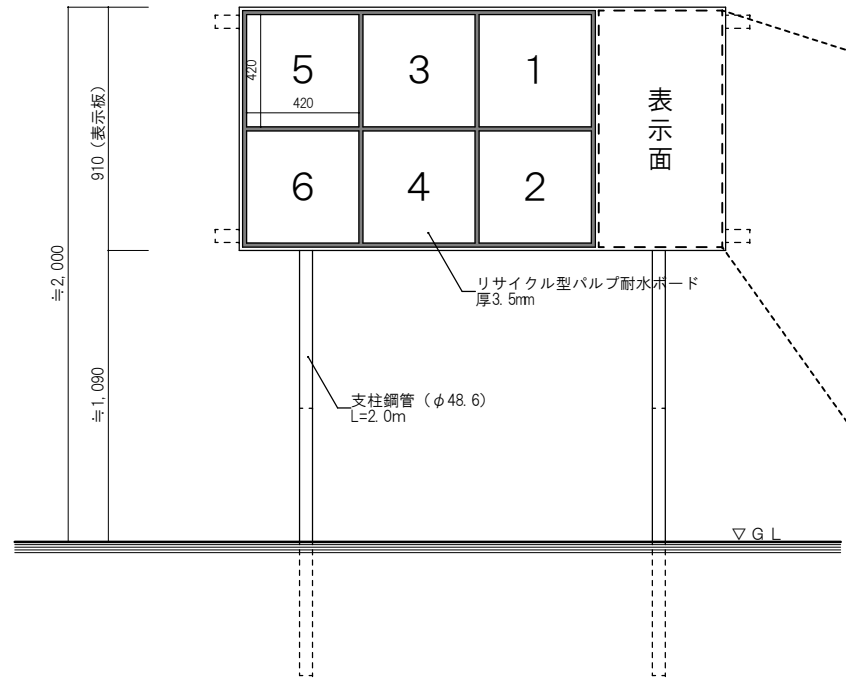 5
3
1
表示面
420
420
6
4
2
910（表示板）
≒2,000
≒1,090
リサイクル型パルプ耐水ボード
厚3.5mm
支柱鋼管（φ48.6）
L=2.0m
▽GL